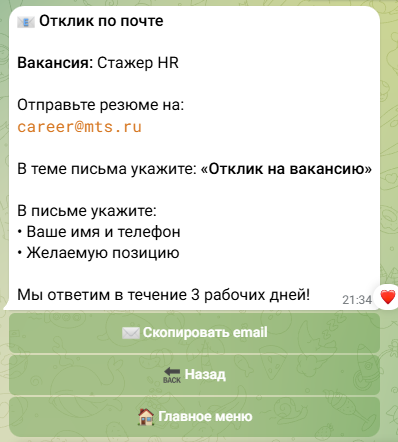 📧 Отклик по почте
Вакансия: Стажер HR
Отправьте резюме на:
career@mts.ru
В теме письма укажите: «Отклик на вакансию»
В письме укажите:
• Ваше имя и телефон
• Желаемую позицию
Мы ответим в течение 3 рабочих дней!
21:34
Скопировать email
BACK Назад
Главное меню